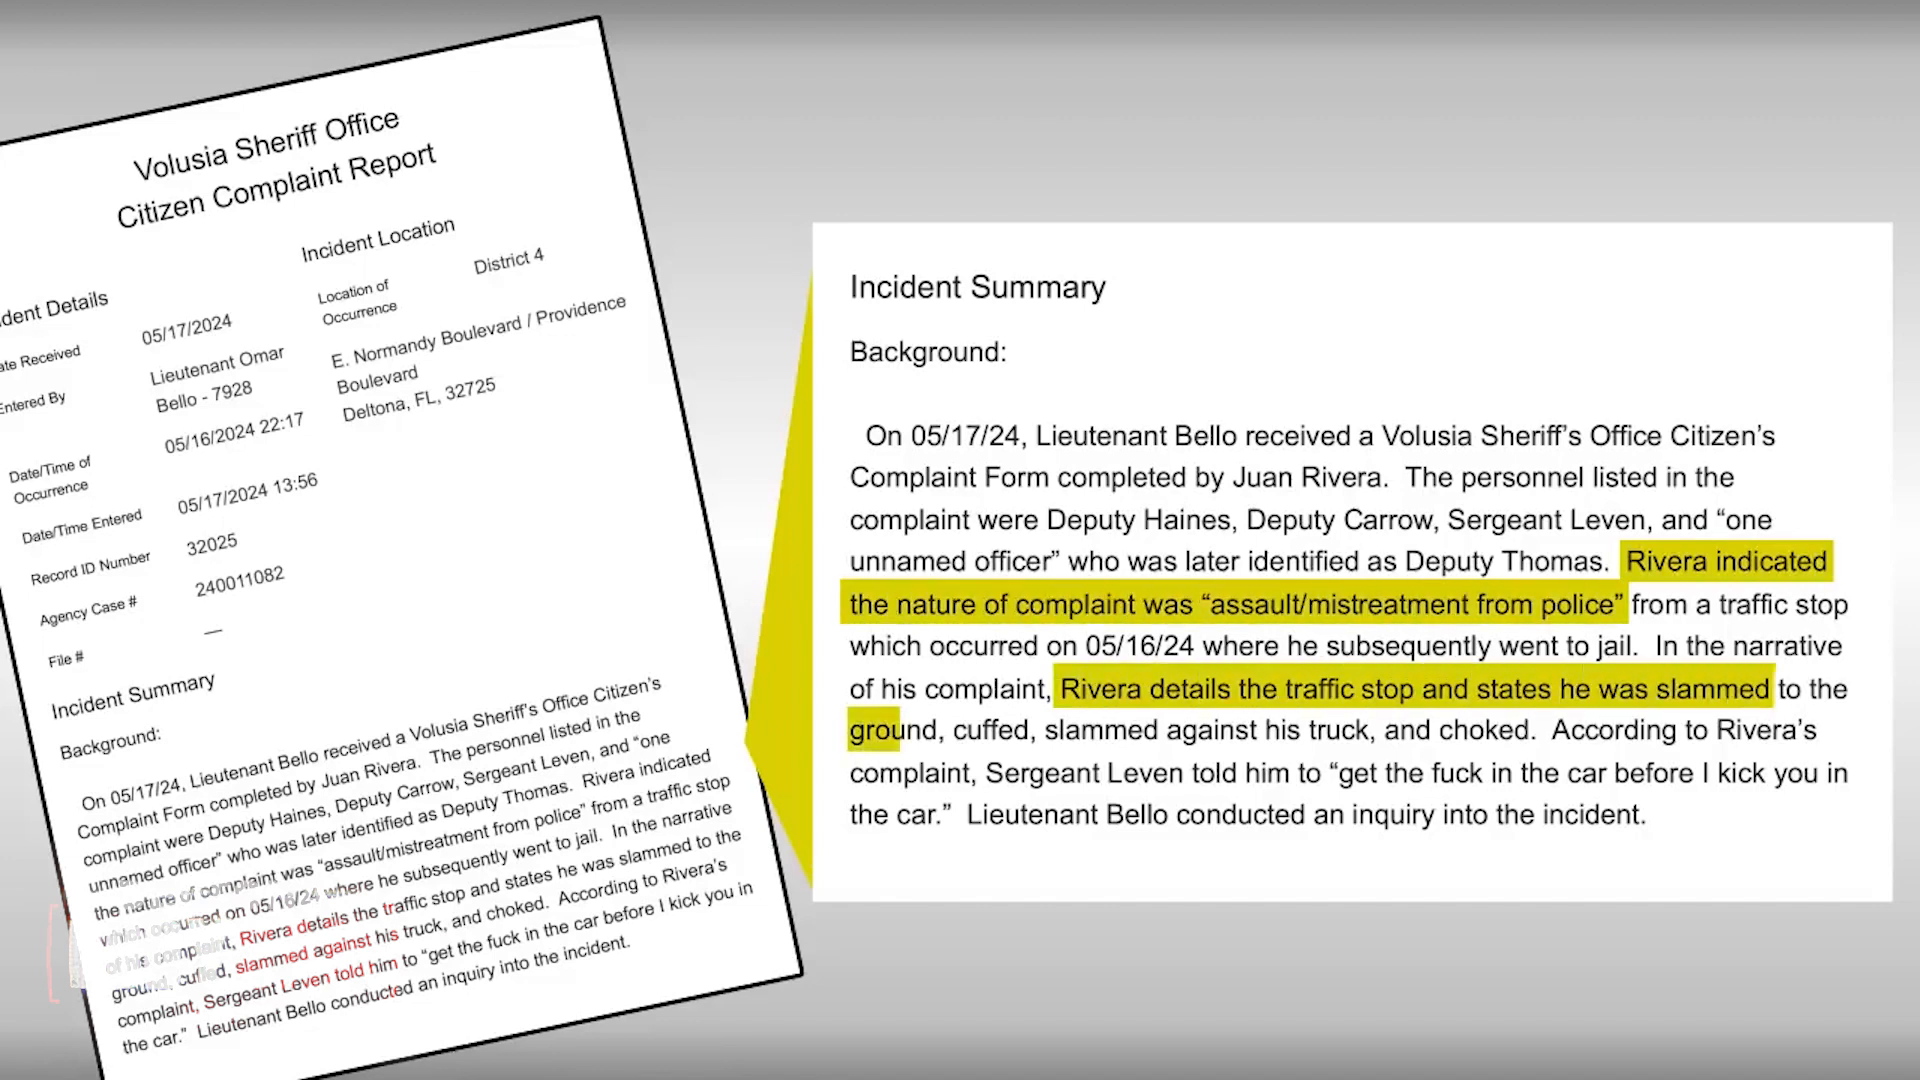 Volusia Sheriff Office
Citizen Complaint Report
Incident Location
Location of
Occurrence
District 4
E. Normandy Boulevard / Providence
Boulevard
Deltona, FL, 32725
dent Details
ate Received
05/17/2024
Entered By
Lieutenant Omar
Bello - 7928
Date/Time of
Occurrence
05/16/2024 22:17
Date/Time Entered
05/17/2024 13:56
Record ID Number
32025
Agency Case #
240011082
File #
—
Incident Summary
Background:
On 05/17/24, Lieutenant Bello received a Volusia Sheriff’s Office Citizen’s
Complaint Form completed by Juan Rivera. The personnel listed in the
complaint were Deputy Haines, Deputy Carrow, Sergeant Leven, and “one
unnamed officer” who was later identified as Deputy Thomas. Rivera indicated
the nature of complaint was “assault/mistreatment from police” from a traffic stop
which occurred on 05/16/24 where he subsequently went to jail. In the narrative
of his complaint, Rivera details the traffic stop and states he was slammed to the
ground, cuffed, slammed against his truck, and choked. According to Rivera’s
complaint, Sergeant Leven told him to “get the fuck in the car before I kick you in
the car.” Lieutenant Bello conducted an inquiry into the incident.
Incident Summary
Background:
On 05/17/24, Lieutenant Bello received a Volusia Sheriff’s Office Citizen’s
Complaint Form completed by Juan Rivera. The personnel listed in the
complaint were Deputy Haines, Deputy Carrow, Sergeant Leven, and “one
unnamed officer” who was later identified as Deputy Thomas. Rivera indicated
the nature of complaint was “assault/mistreatment from police” from a traffic stop
which occurred on 05/16/24 where he subsequently went to jail. In the narrative
of his complaint, Rivera details the traffic stop and states he was slammed to the
ground, cuffed, slammed against his truck, and choked. According to Rivera’s
complaint, Sergeant Leven told him to “get the fuck in the car before I kick you in
the car.” Lieutenant Bello conducted an inquiry into the incident.